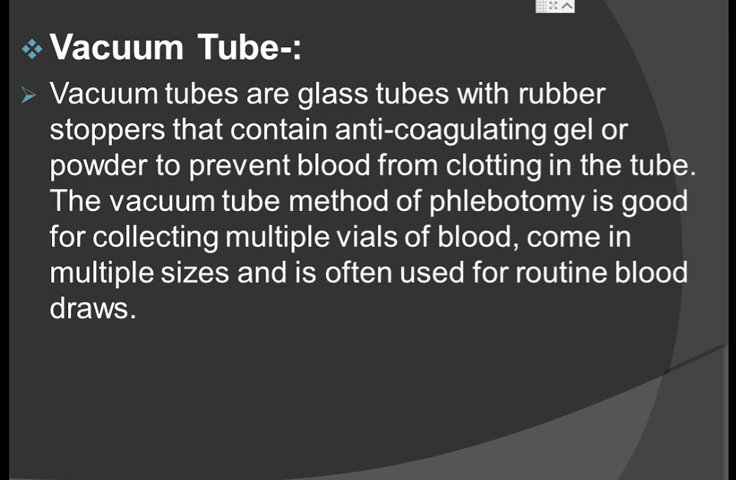 Vacuum Tube-:
Vacuum tubes are glass tubes with rubber
stoppers that contain anti-coagulating gel or
powder to prevent blood from clotting in the tube.
The vacuum tube method of phlebotomy is good
for collecting multiple vials of blood, come in
multiple sizes and is often used for routine blood
draws.